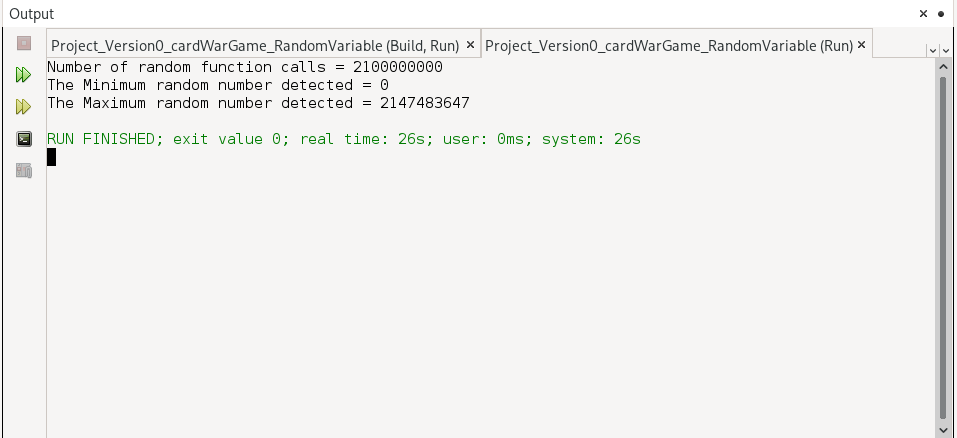 Output
Project_Version0_cardWarGame_RandomVariable (Build, Run)
Project_Version0_cardWarGame_RandomVariable (Run)
Number of random function calls = 2100000000
The Minimum random number detected = 0
The Maximum random number detected = 2147483647
RUN FINISHED; exit value 0; real time: 26s; user: 0ms; system: 26s